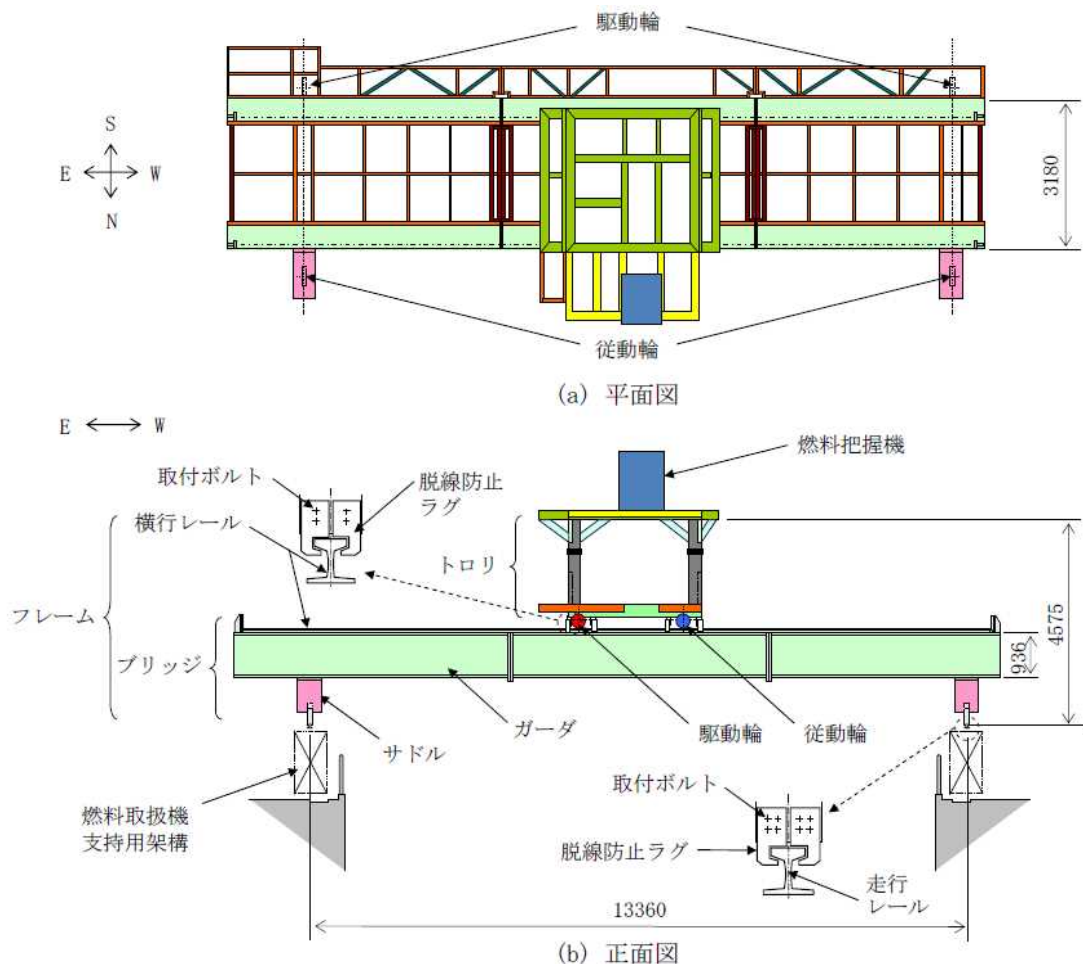 駆動輪
S
E W
N
3180
従動輪
(a) 平面図
E W
燃料把握機
取付ボルト
脱線防止
ラグ
横行レール
トロリ
フレーム
ブリッジ
4575
936
ガーダ
サドル
駆動輪
従動輪
燃料取扱機
支持用架構
取付ボルト
脱線防止ラグ
走行
レール
13360
(b) 正面図